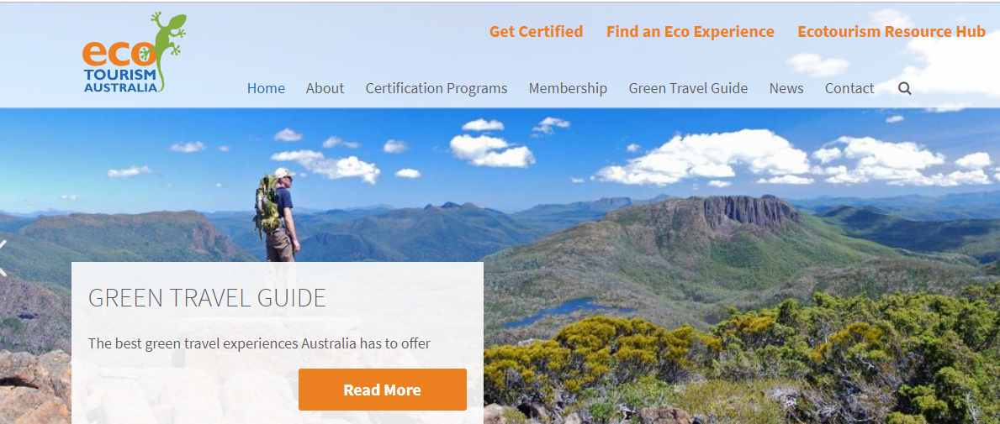 eco
TOURISM
AUSTRALIA
Get Certified Find an Eco Experience Ecotourism Resource Hub
Home About Certification Programs Membership Green Travel Guide News Contact
GREEN TRAVEL GUIDE
The best green travel experiences Australia has to offer
Read More